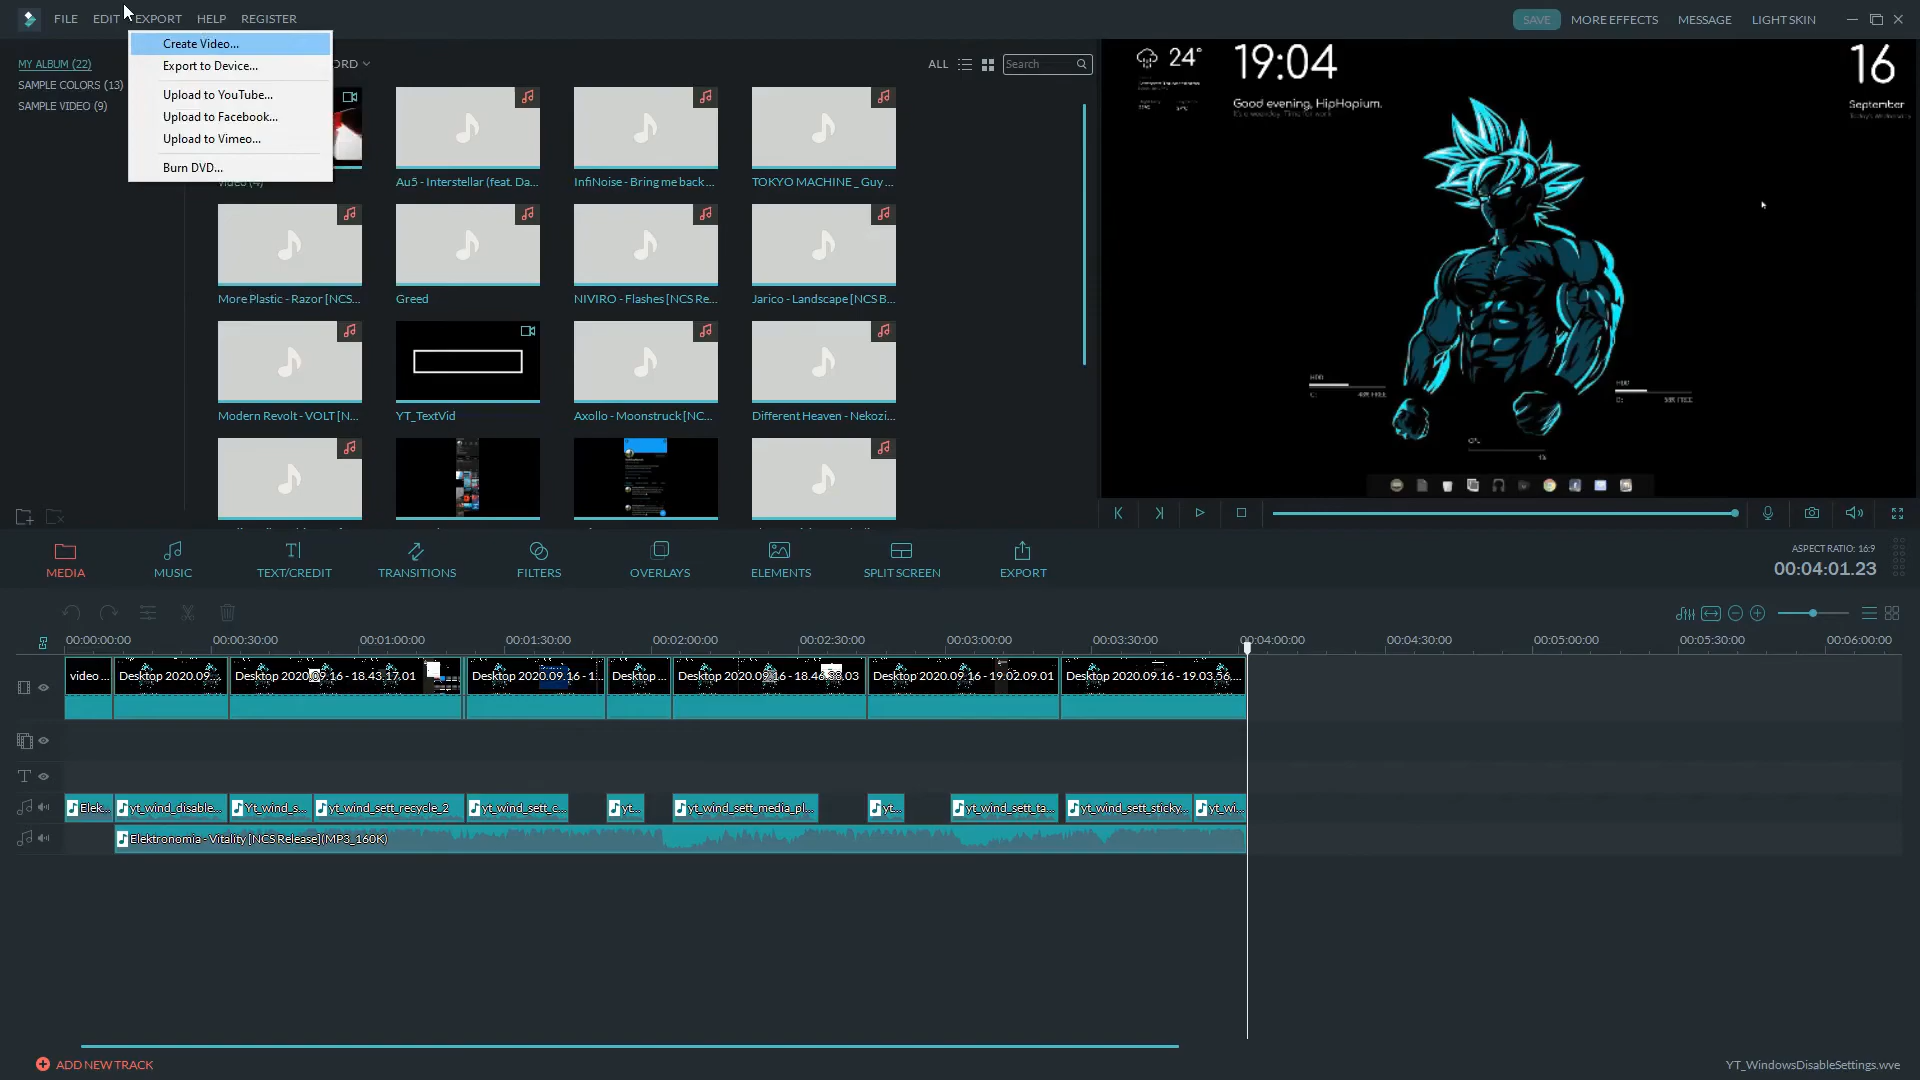 FILE EDIT EXPORT HELP REGISTER
SAVE MORE EFFECTS MESSAGE LIGHT SKIN
Create Video...
Export to Device...
Upload to YouTube...
Upload to Facebook...
Upload to Vimeo...
Burn DVD...
MY ALBUM (22)
SAMPLE COLORS (13)
SAMPLE VIDEO (9)
ORD
ALL
Search
video (4)
Au5 - Interstellar (feat. Da...
InfiNoise - Bring me back ...
TOKYO MACHINE _ Guy ...
More Plastic - Razor [NCS...
Greed
NIVIRO - Flashes [NCS Re...
Jarico - Landscape [NCS B...
Modern Revolt - VOLT [N...
YT_TextVid
Axollo - Moonstruck [NC...
Different Heaven - Nekozi...
24°
19:04
Good evening, HipHopium.
16
September
HDD
C:
HDD
D:
CPU
MEDIA
MUSIC
TEXT/CREDIT
TRANSITIONS
FILTERS
OVERLAYS
ELEMENTS
SPLIT SCREEN
EXPORT
ASPECT RATIO: 16:9
00:04:01.23
00:00:00:00 00:00:30:00 00:01:00:00 00:01:30:00 00:02:00:00 00:02:30:00 00:03:00:00 00:03:30:00 00:04:00:00 00:04:30:00 00:05:00:00 00:05:30:00 00:06:00:00
video ... Desktop 2020.09... Desktop 2020.09.16 - 18.43.17.01 Desktop 2020.09.16 - 1... Desktop ... Desktop 2020.09.16 - 18.46 .03 Desktop 2020.09.16 - 19.02.09.01 Desktop 2020.09.16 - 19.03.56....
Elek... yt_wind_disable... Yt_wind_s... yt_wind_sett_recycle_2 yt_wind_sett_c... yt... yt_wind_sett_media_pl... yt... yt_wind_sett_ta... yt_wind_sett_sticky... yt_wi...
Elektronomia - Vitality [NCS Release](MP3_160K)
ADD NEW TRACK
YT_WindowsDisableSettings.wve